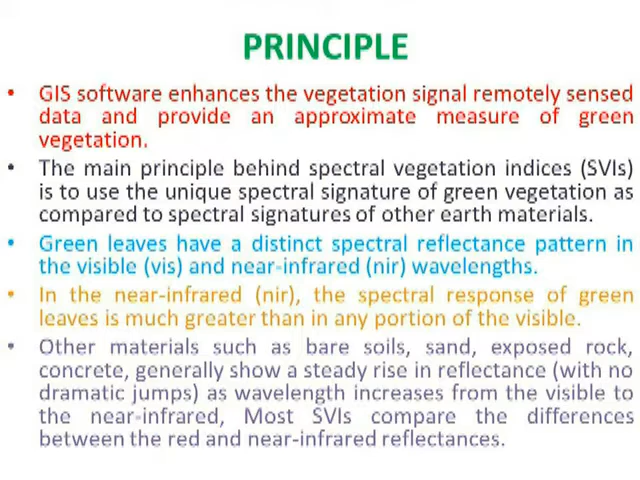 PRINCIPLE
• GIS software enhances the vegetation signal remotely sensed
data and provide an approximate measure of green
vegetation.
• The main principle behind spectral vegetation indices (SVIs)
is to use the unique spectral signature of green vegetation as
compared to spectral signatures of other earth materials.
• Green leaves have a distinct spectral reflectance pattern in
the visible (vis) and near-infrared (nir) wavelengths.
• In the near-infrared (nir), the spectral response of green
leaves is much greater than in any portion of the visible.
• Other materials such as bare soils, sand, exposed rock,
concrete, generally show a steady rise in reflectance (with no
dramatic jumps) as wavelength increases from the visible to
the near-infrared, Most SVIs compare the differences
between the red and near-infrared reflectances.